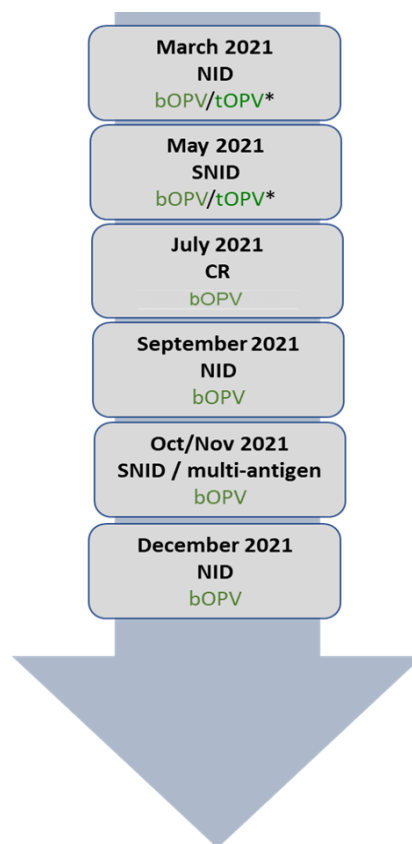 March 2021
NID
bOPV/tOPV*
May 2021
SNID
bOPV/tOPV*
July 2021
CR
bOPV
September 2021
NID
bOPV
Oct/Nov 2021
SNID / multi-antigen
bOPV
December 2021
NID
bOPV